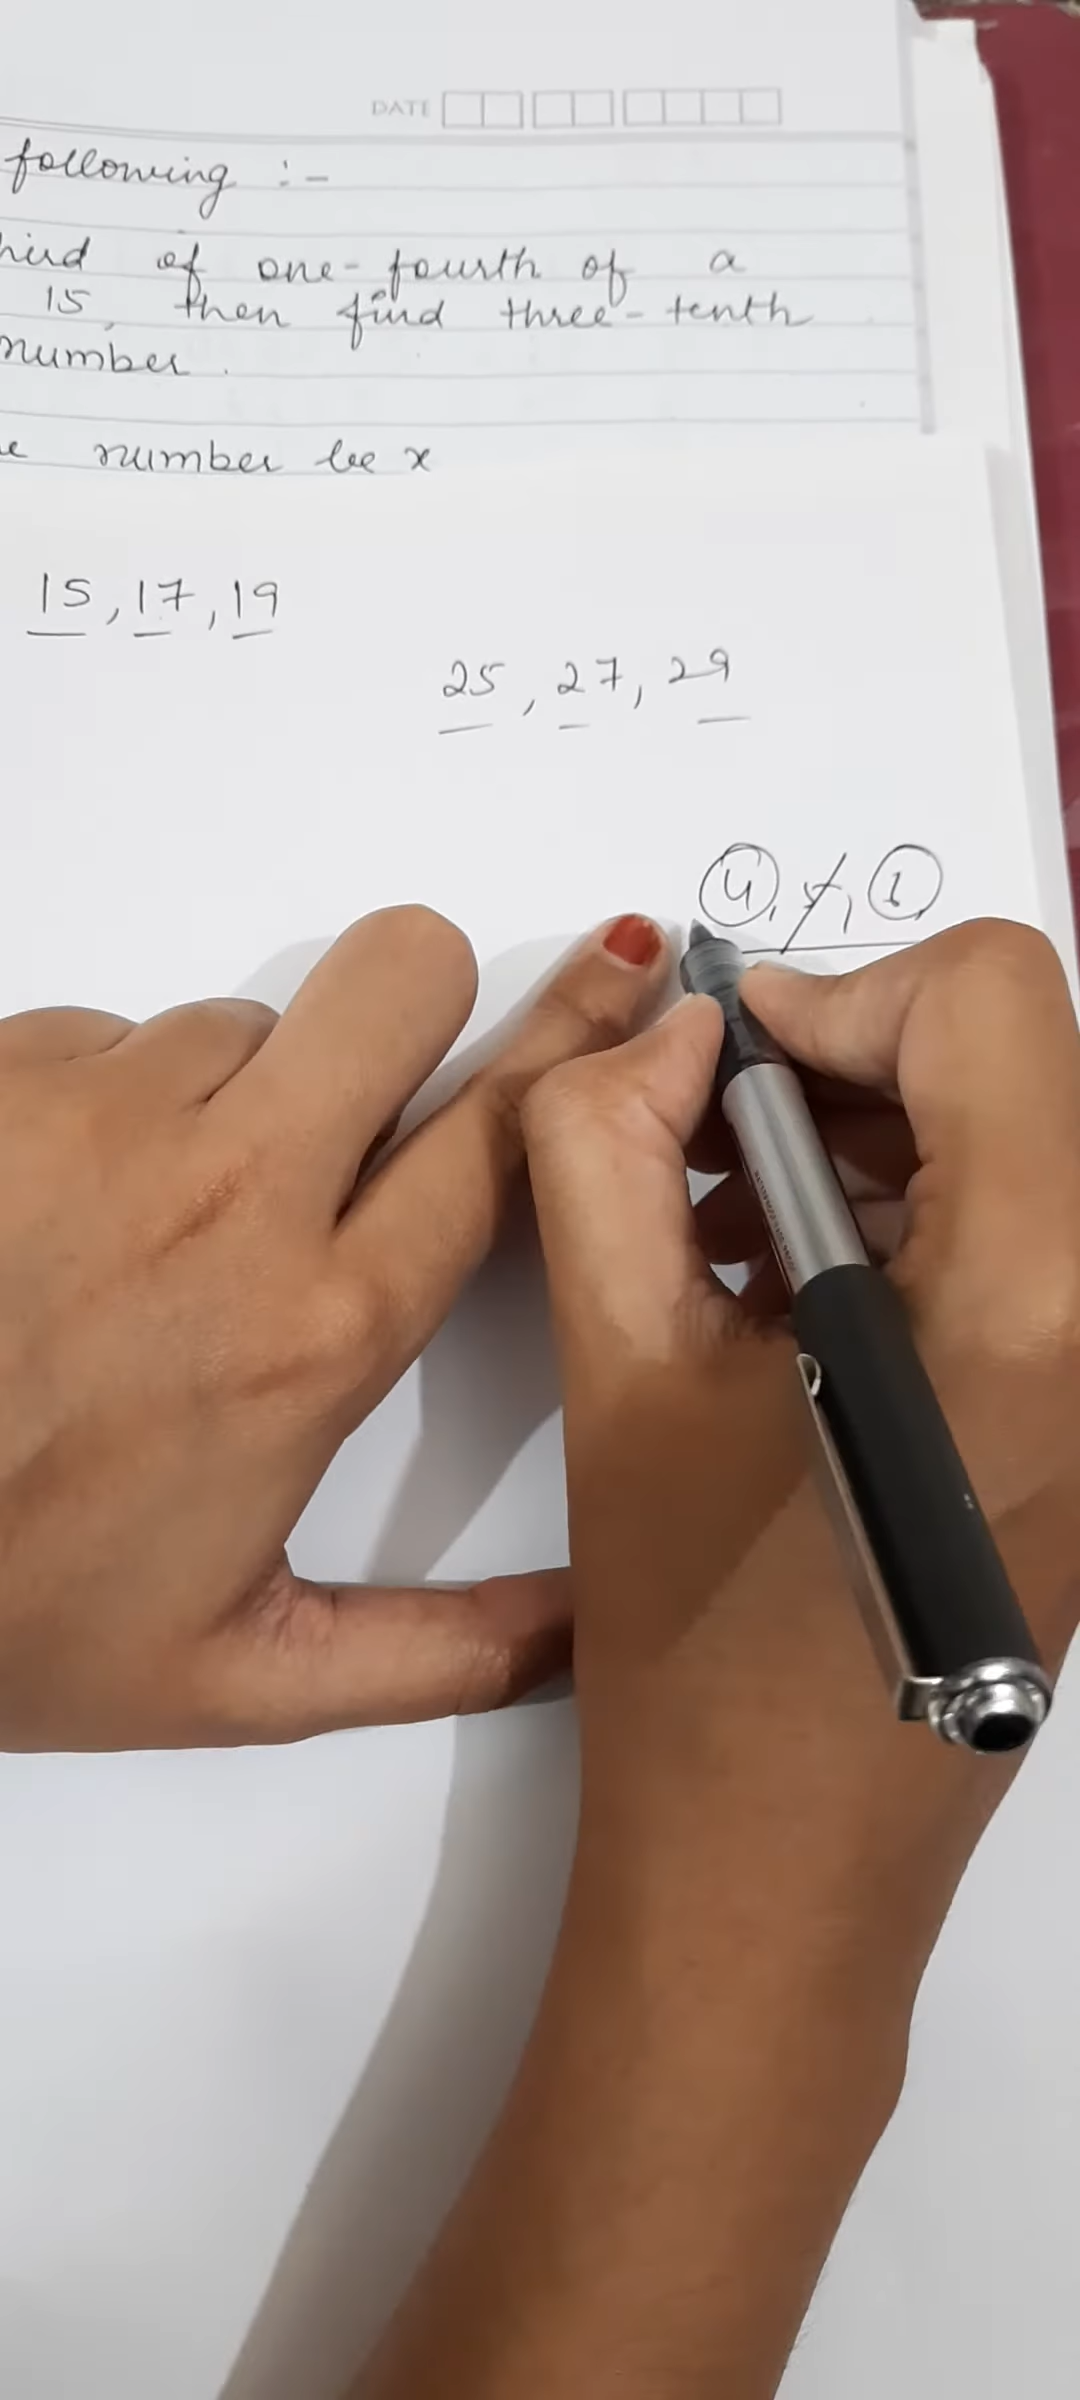 DATE
following :-
hird of one-fourth of a
15, then find three-tenth
number.
e number be x
15, 17, 19
25, 27, 29
4, 1